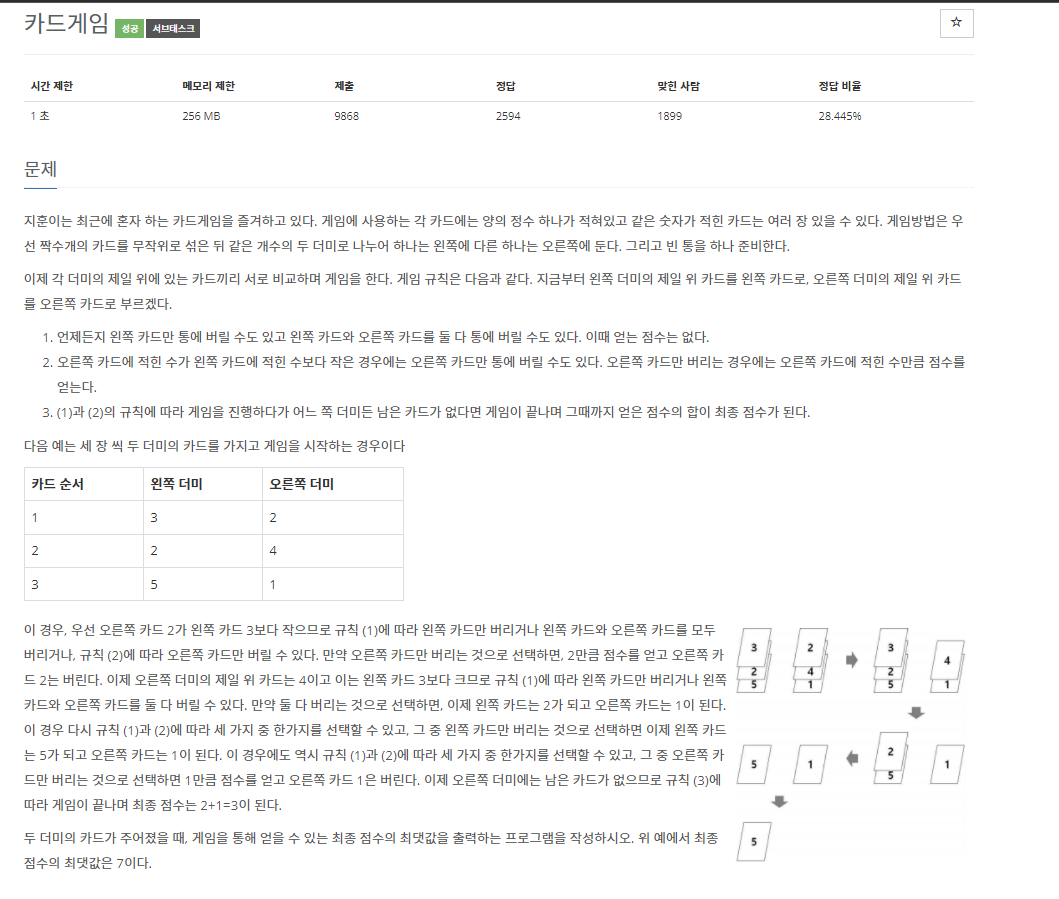 카드게임 성공 서브태스크
☆
시간 제한 메모리 제한 제출 정답 맞힌 사람 정답 비율
1 초 256 MB 9868 2594 1899 28.445%
문제
지훈이는 최근에 혼자 하는 카드게임을 즐겨하고 있다. 게임에 사용하는 각 카드에는 양의 정수 하나가 적혀있고 같은 숫자가 적힌 카드는 여러 장 있을 수 있다. 게임방법은 우
선 짝수개의 카드를 무작위로 섞은 뒤 같은 개수의 두 더미로 나누어 하나는 왼쪽에 다른 하나는 오른쪽에 둔다. 그리고 빈 통을 하나 준비한다.
이제 각 더미의 제일 위에 있는 카드끼리 서로 비교하며 게임을 한다. 게임 규칙은 다음과 같다. 지금부터 왼쪽 더미의 제일 위 카드를 왼쪽 카드로, 오른쪽 더미의 제일 위 카드
를 오른쪽 카드로 부르겠다.
1. 언제든지 왼쪽 카드만 통에 버릴 수도 있고 왼쪽 카드와 오른쪽 카드를 둘 다 통에 버릴 수도 있다. 이때 얻는 점수는 없다.
2. 오른쪽 카드에 적힌 수가 왼쪽 카드에 적힌 수보다 작은 경우에는 오른쪽 카드만 통에 버릴 수도 있다. 오른쪽 카드만 버리는 경우에는 오른쪽 카드에 적힌 수만큼 점수를
얻는다.
3. (1)과 (2)의 규칙에 따라 게임을 진행하다가 어느 쪽 더미든 남은 카드가 없다면 게임이 끝나며 그때까지 얻은 점수의 합이 최종 점수가 된다.
다음 예는 세 장 씩 두 더미의 카드를 가지고 게임을 시작하는 경우이다
카드 순서 왼쪽 더미 오른쪽 더미
1 3 2
2 2 4
3 5 1
이 경우, 우선 오른쪽 카드 2가 왼쪽 카드 3보다 작으므로 규칙 (1)에 따라 왼쪽 카드만 버리거나 왼쪽 카드와 오른쪽 카드를 모두
버리거나, 규칙 (2)에 따라 오른쪽 카드만 버릴 수 있다. 만약 오른쪽 카드만 버리는 것으로 선택하면, 2만큼 점수를 얻고 오른쪽 카
드 2는 버린다. 이제 오른쪽 더미의 제일 위 카드는 4이고 이는 왼쪽 카드 3보다 크므로 규칙 (1)에 따라 왼쪽 카드만 버리거나 왼쪽
카드와 오른쪽 카드를 둘 다 버릴 수 있다. 만약 둘 다 버리는 것으로 선택하면, 이제 왼쪽 카드는 2가 되고 오른쪽 카드는 1이 된다.
이 경우 다시 규칙 (1)과 (2)에 따라 세 가지 중 한가지를 선택할 수 있고, 그 중 왼쪽 카드만 버리는 것으로 선택하면 이제 왼쪽 카드
는 5가 되고 오른쪽 카드는 1이 된다. 이 경우에도 역시 규칙 (1)과 (2)에 따라 세 가지 중 한가지를 선택할 수 있고, 그 중 오른쪽 카
드만 버리는 것으로 선택하면 1만큼 점수를 얻고 오른쪽 카드 1은 버린다. 이제 오른쪽 더미에는 남은 카드가 없으므로 규칙 (3)에
따라 게임이 끝나며 최종 점수는 2+1=3이 된다.
두 더미의 카드가 주어졌을 때, 게임을 통해 얻을 수 있는 최종 점수의 최댓값을 출력하는 프로그램을 작성하시오. 위 예에서 최종
점수의 최댓값은 7이다.
3 2 3 4
2 4 2 1
5 1 5
5 1 2 1
5
5